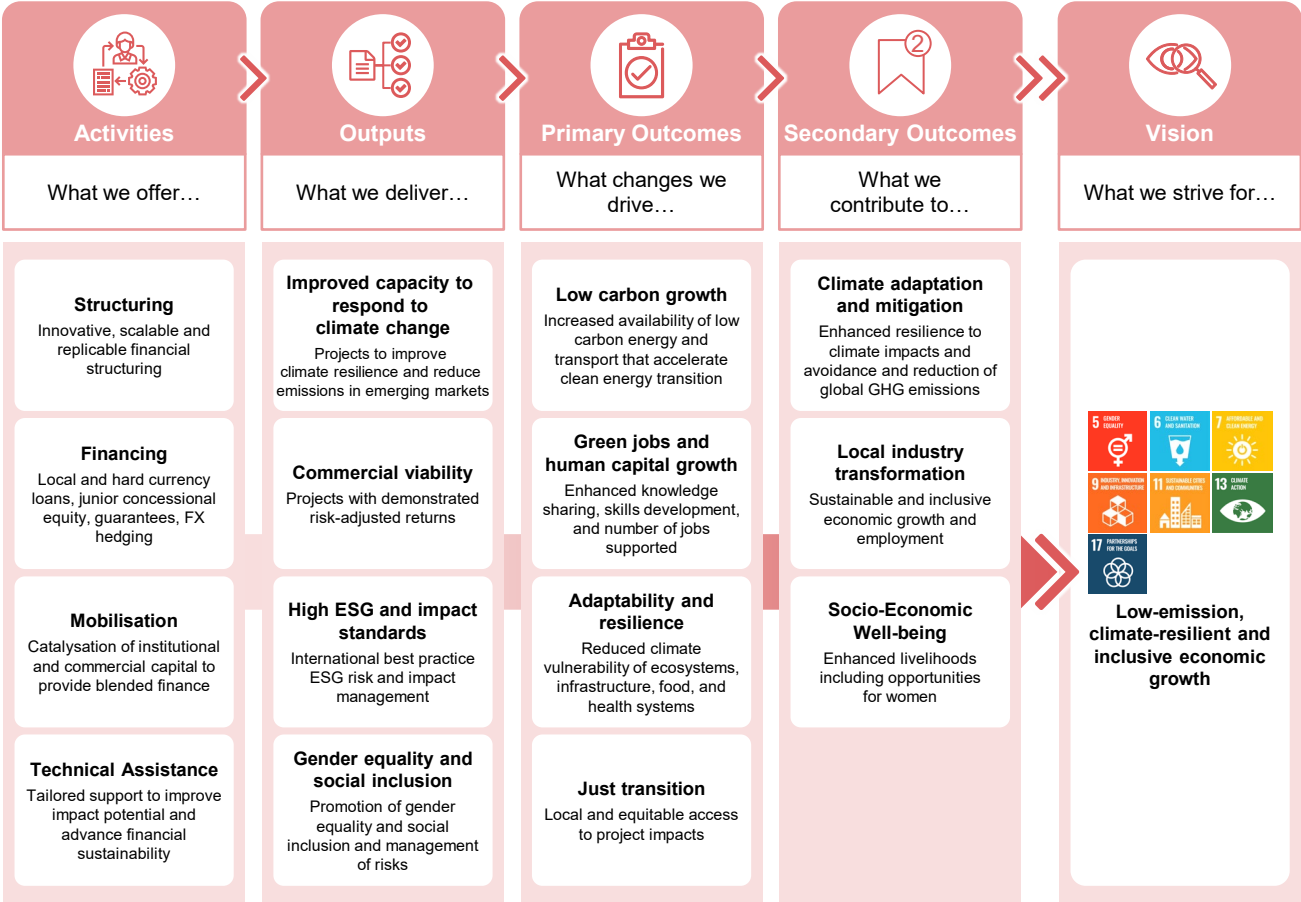 Activities
What we offer…
Structuring
Innovative, scalable and
replicable financial
structuring
Financing
Local and hard currency
loans, junior concessional
equity, guarantees, FX
hedging
Mobilisation
Catalysation of institutional
and commercial capital to
provide blended finance
Technical Assistance
Tailored support to improve
impact potential and
advance financial
sustainability
Outputs
What we deliver…
Improved capacity to
respond to
climate change
Projects to improve
climate resilience and reduce
emissions in emerging markets
Commercial viability
Projects with demonstrated
risk-adjusted returns
High ESG and impact
standards
International best practice
ESG risk and impact
management
Gender equality and
social inclusion
Promotion of gender
equality and social
inclusion and management
of risks
Primary Outcomes
What changes we
drive…
Low carbon growth
Increased availability of low
carbon energy and
transport that accelerate
clean energy transition
Green jobs and
human capital growth
Enhanced knowledge
sharing, skills development,
and number of jobs
supported
Adaptability and
resilience
Reduced climate
vulnerability of ecosystems,
infrastructure, food, and
health systems
Just transition
Local and equitable access
to project impacts
2
Secondary Outcomes
What we
contribute to…
Climate adaptation
and mitigation
Enhanced resilience to
climate impacts and
avoidance and reduction of
global GHG emissions
Local industry
transformation
Sustainable and inclusive
economic growth and
employment
Socio-Economic
Well-being
Enhanced livelihoods
including opportunities
for women
Vision
What we strive for…
5 GENDER
EQUALITY
6 CLEAN WATER
AND SANITATION
7 AFFORDABLE AND
CLEAN ENERGY
9 INDUSTRY, INNOVATION
AND INFRASTRUCTURE
11 SUSTAINABLE CITIES
AND COMMUNITIES
13 CLIMATE
ACTION
17 PARTNERSHIPS
FOR THE GOALS
Low-emission,
climate-resilient and
inclusive economic
growth